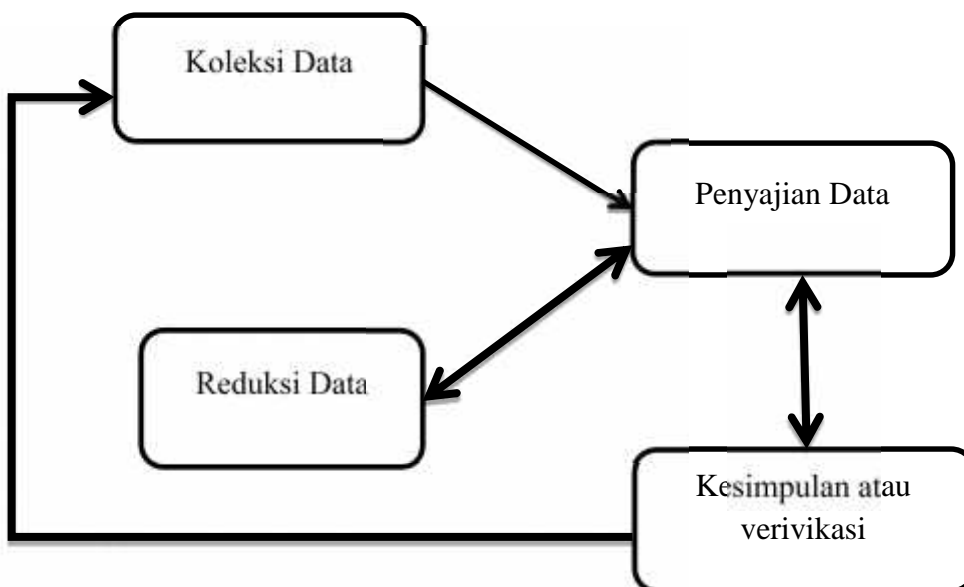 Koleksi Data
Penyajian Data
Reduksi Data
Kesimpulan atau
verivikasi